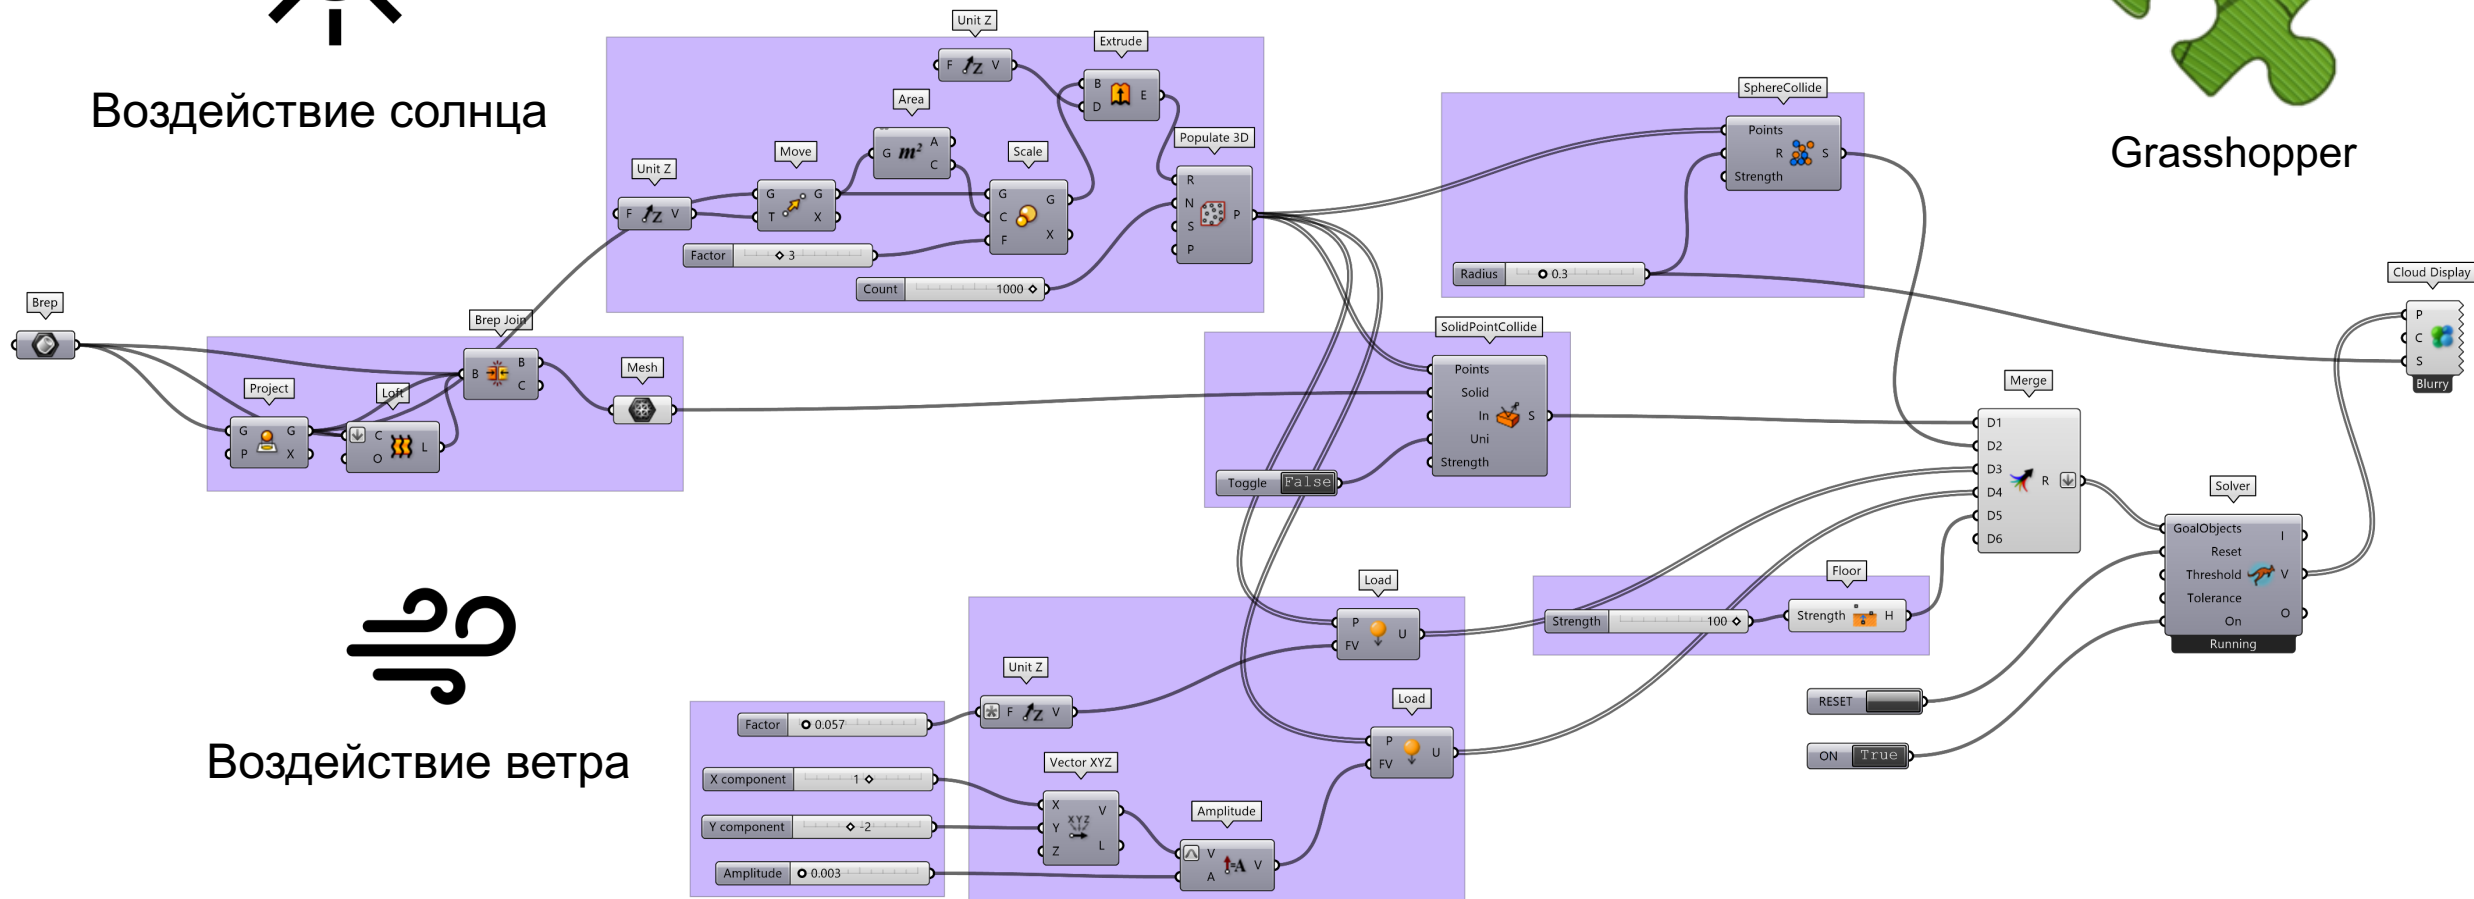 Воздействие солнца
Grasshopper
Unit Z
F Z V
Extrude
B
D
E
Area
G m² A
C
Populate 3D
R
N
S
P
P
Unit Z
F Z V
Move
G G
T X
Scale
G
C
F
G
X
Factor 3
Count 1000
SphereCollide
Points
R S
Strength
Radius 0.3
Cloud Display
P
C
S
Blurry
Brep
Brep Join
B B
C
Project
G G
P X
Loft
C
O
L
Mesh
SolidPointCollide
Points
Solid
In S
Uni
Strength
Toggle False
Merge
D1
D2
D3
D4
D5
D6
R
Solver
GoalObjects
Reset
Threshold
Tolerance
On
I
V
O
Running
Load
P
FV
U
Floor
Strength 100
Strength H
Unit Z
F Z V
Load
P
FV
U
RESET
ON True
Воздействие ветра
Factor 0.057
X component 1
Y component -2
Amplitude 0.003
Vector XYZ
X
Y
Z
XYZ
V
L
Amplitude
V
A
=A V